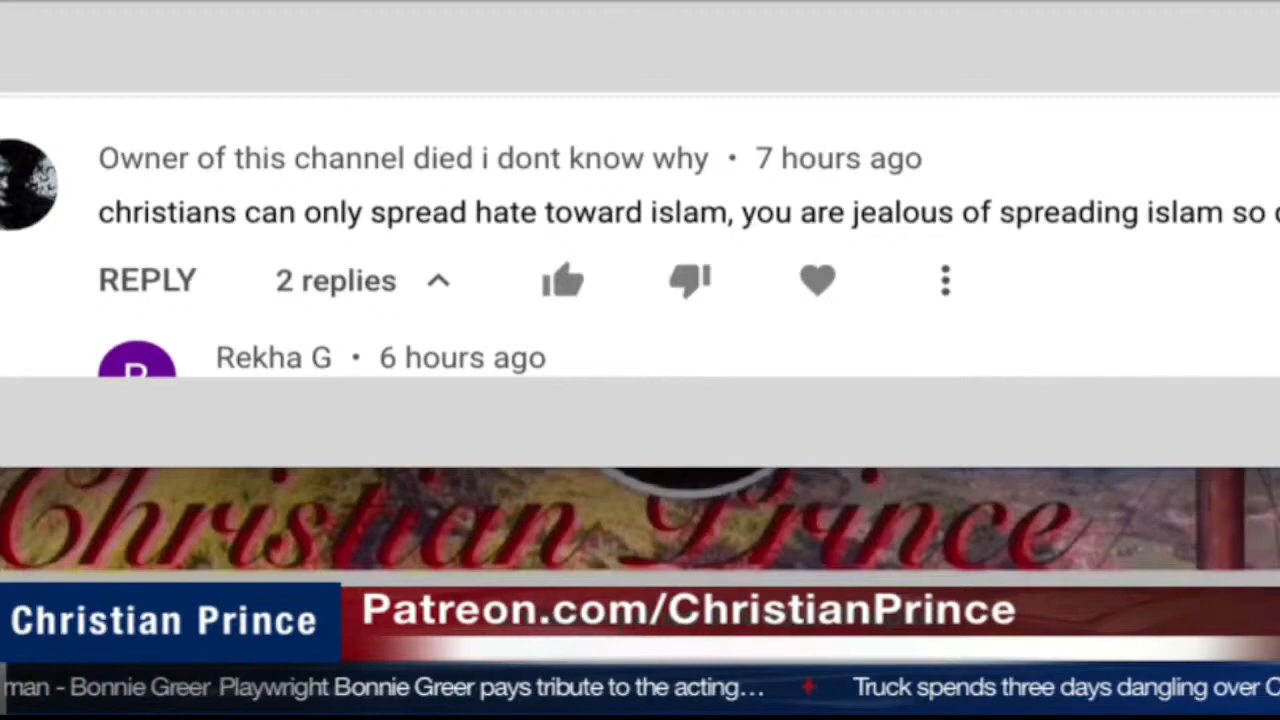 Owner of this channel died i dont know why • 7 hours ago
christians can only spread hate toward islam, you are jealous of spreading islam so
REPLY 2 replies
R
Rekha G • 6 hours ago
Christian Prince
Christian Prince
Patreon.com/ChristianPrince
man - Bonnie Greer Playwright Bonnie Greer pays tribute to the acting... Truck spends three days dangling over